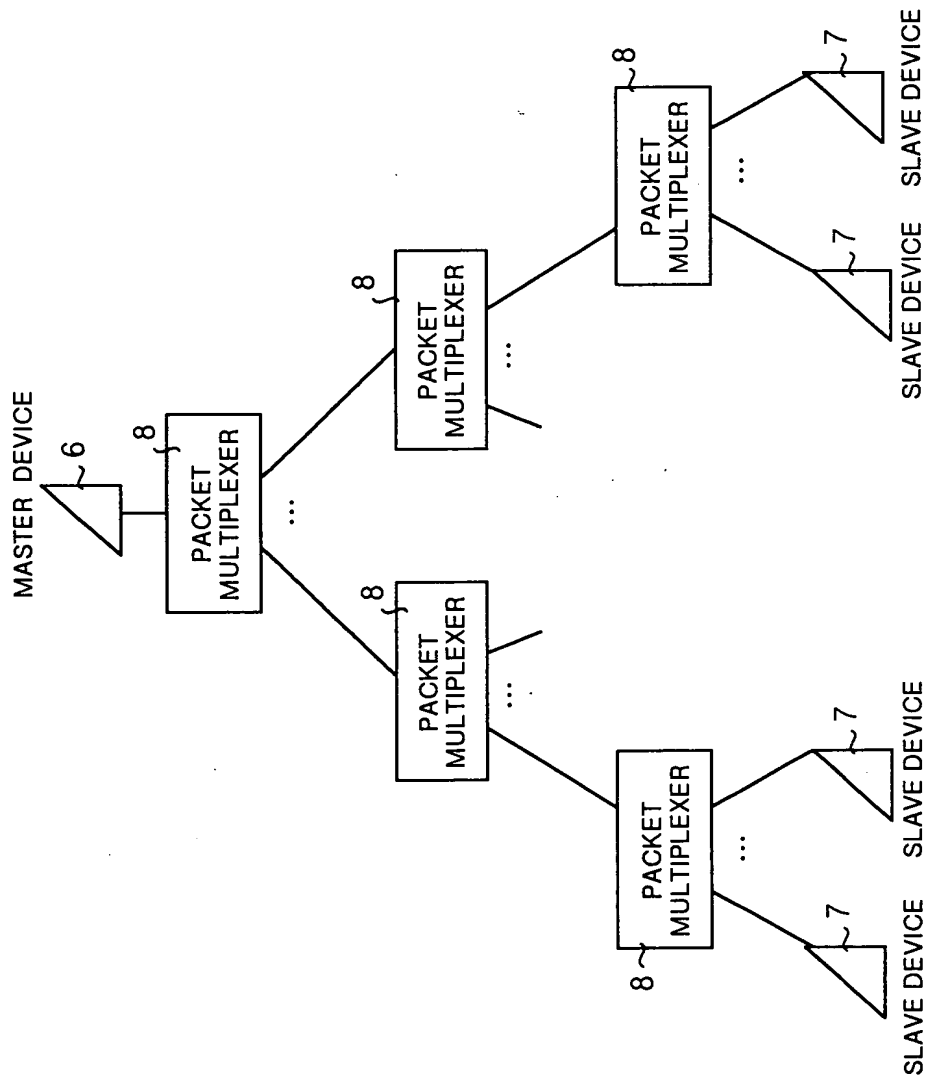 MASTER DEVICE
6
8
PACKET
MULTIPLEXER
...
8
PACKET
MULTIPLEXER
...
8
PACKET
MULTIPLEXER
...
8
PACKET
MULTIPLEXER
...
8
PACKET
MULTIPLEXER
...
7
SLAVE DEVICE
7
SLAVE DEVICE
7
SLAVE DEVICE
7
SLAVE DEVICE